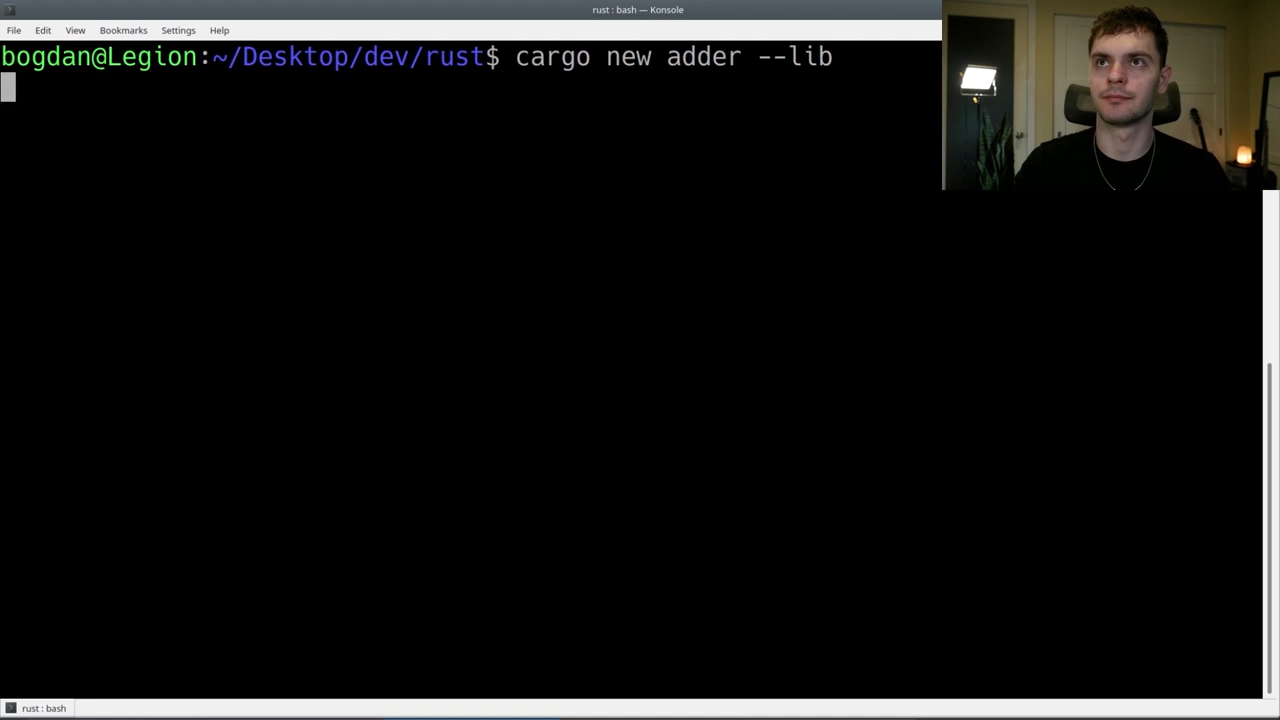 rust : bash — Konsole
File Edit View Bookmarks Settings Help
bogdan@Legion:~/Desktop/dev/rust$ cargo new adder --lib
rust : bash